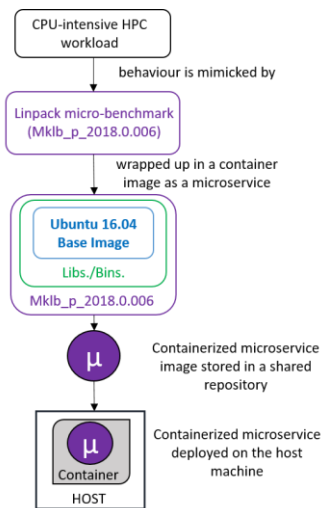 CPU-intensive HPC
workload
behaviour is mimicked by
Linpack micro-benchmark
(Mklb_p_2018.0.006)
wrapped up in a container
image as a microservice
Ubuntu 16.04
Base Image
Libs./Bins.
Mklb_p_2018.0.006
μ
Containerized microservice
image stored in a shared
repository
μ
Container
HOST
Containerized microservice
deployed on the host
machine